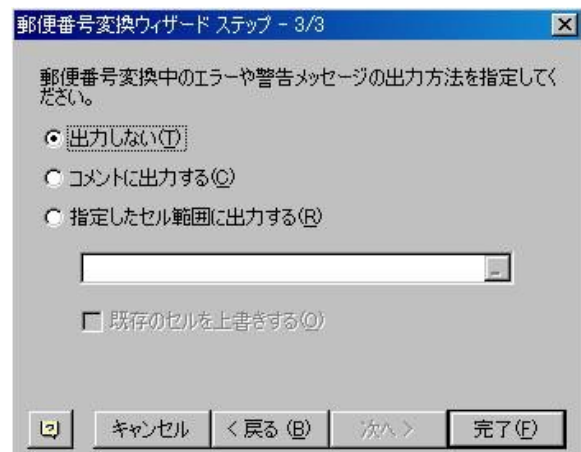 郵便番号変換ウィザード ステップ - 3/3
郵便番号変換中のエラーや警告メッセージの出力方法を指定してく
ださい。
出力しない(T)
コメントに出力する(C)
指定したセル範囲に出力する(R)
既存のセルを上書きする(O)
キャンセル
< 戻る (B)
次へ >
完了(F)